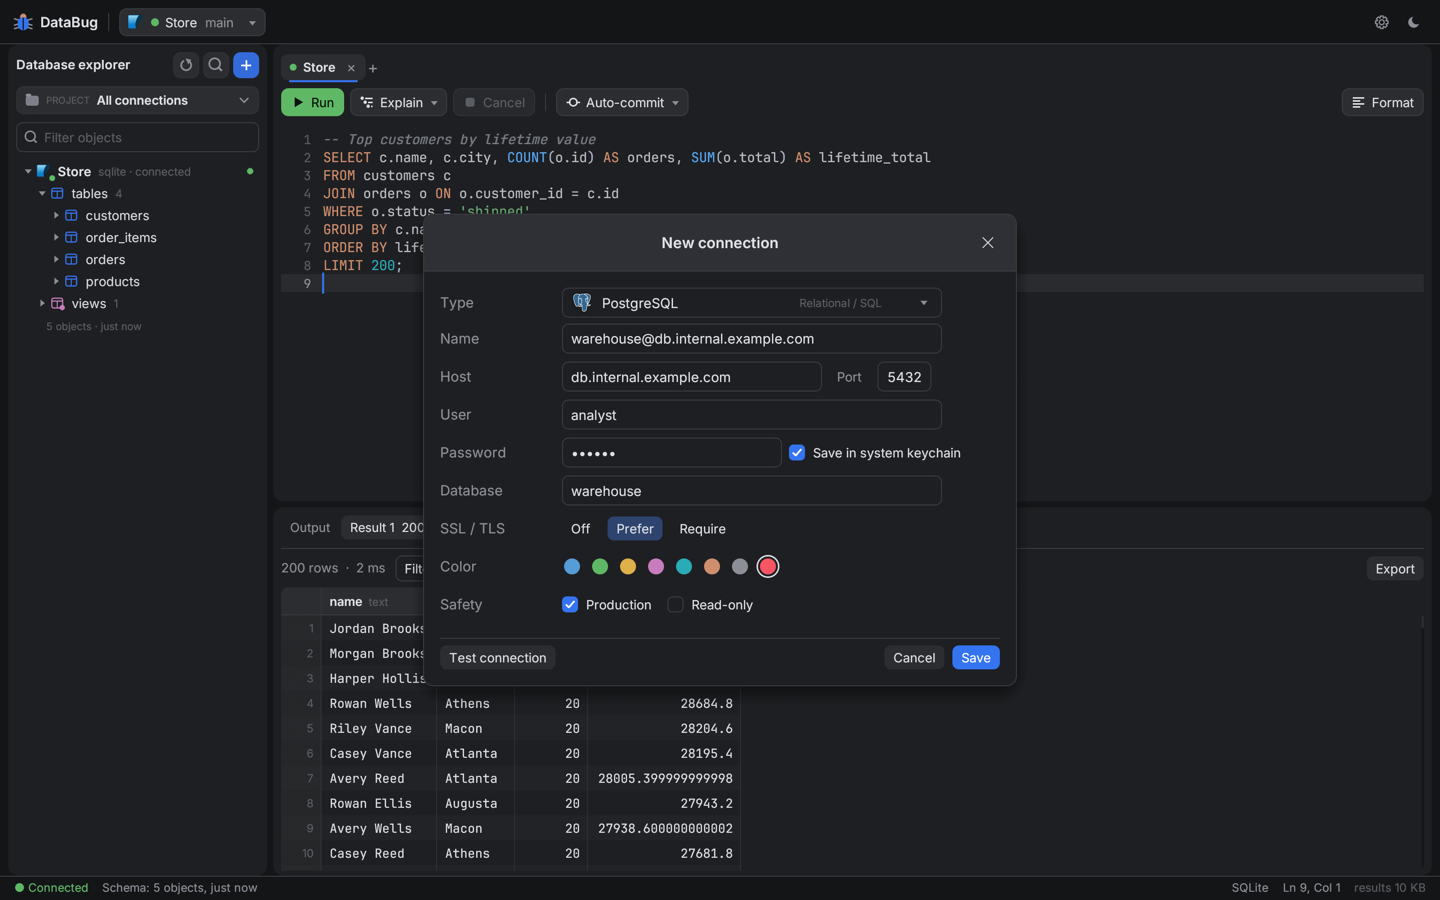 DataBug
Store main
Database explorer
PROJECT All connections
Filter objects
Store sqlite · connected
tables 4
customers
order_items
orders
products
views 1
5 objects · just now
Store × +
Run Explain Cancel Auto-commit Format
1 -- Top customers by lifetime value
2 SELECT c.name, c.city, COUNT(o.id) AS orders, SUM(o.total) AS lifetime_total
3 FROM customers c
4 JOIN orders o ON o.customer_id = c.id
5 WHERE o.status = 'shipped'
6 GROUP BY c.na
7 ORDER BY life
8 LIMIT 200;
9
New connection
Type PostgreSQL Relational / SQL
Name warehouse@db.internal.example.com
Host db.internal.example.com Port 5432
User analyst
Password •••••• Save in system keychain
Database warehouse
SSL / TLS Off Prefer Require
Color
Safety Production Read-only
Test connection Cancel Save
Output Result 1 200
200 rows · 2 ms Filt
Export
name text
1 Jordan Brooks
2 Morgan Brooks
3 Harper Hollis
4 Rowan Wells Athens 20 28684.8
5 Riley Vance Macon 20 28204.6
6 Casey Vance Atlanta 20 28195.4
7 Avery Reed Atlanta 20 28005.399999999998
8 Rowan Ellis Augusta 20 27943.2
9 Avery Wells Macon 20 27938.600000000002
10 Casey Reed Athens 20 27681.8
Connected Schema: 5 objects, just now
SQLite Ln 9, Col 1 results 10 KB